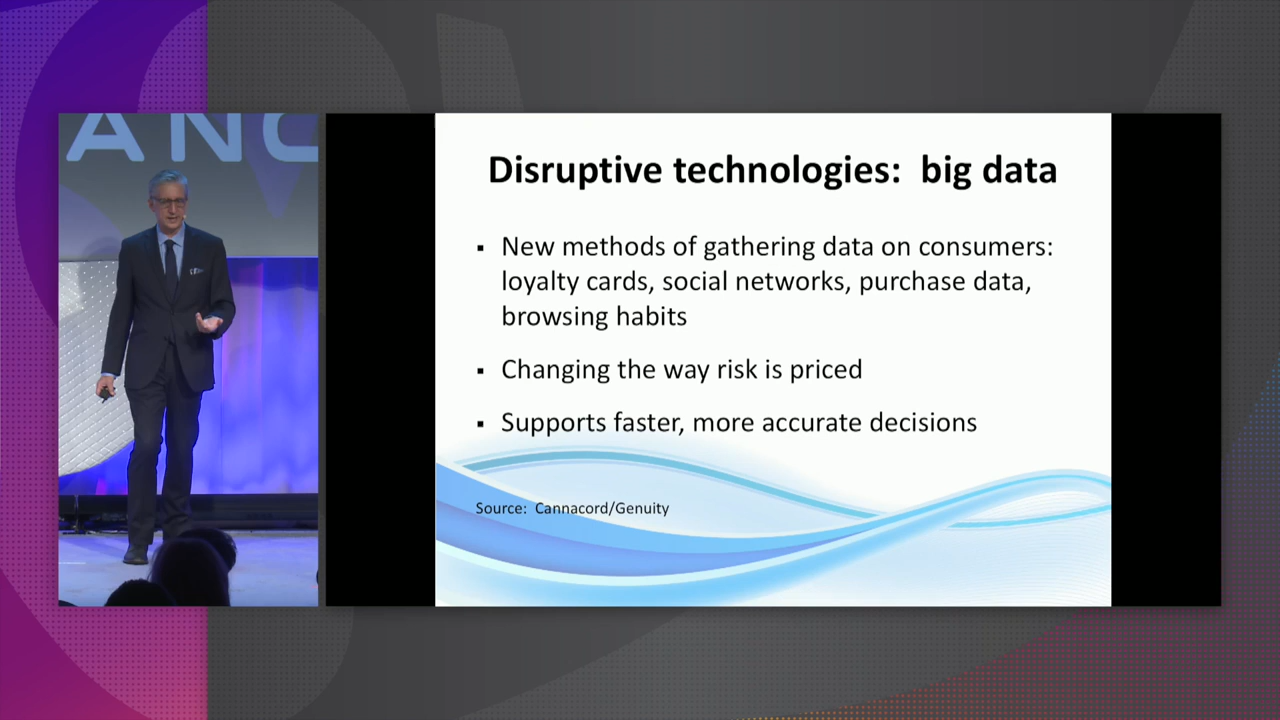 ANC
Disruptive technologies:  big data
▪ New methods of gathering data on consumers:
loyalty cards, social networks, purchase data,
browsing habits
▪ Changing the way risk is priced
▪ Supports faster, more accurate decisions
Source:  Cannacord/Genuity